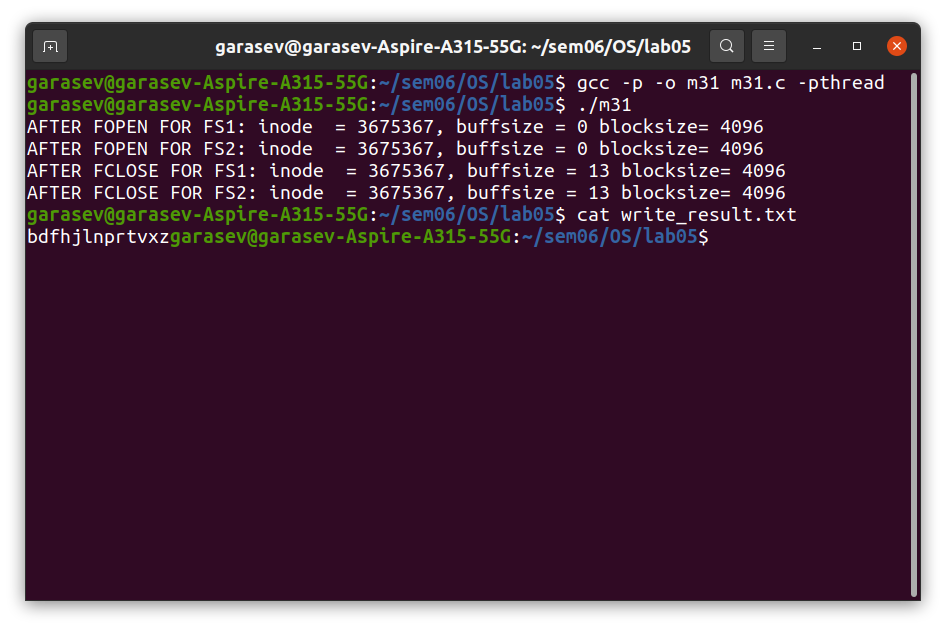 garasev@garasev-Aspire-A315-55G: ~/sem06/OS/lab05
garasev@garasev-Aspire-A315-55G:~/sem06/OS/lab05$ gcc -p -o m31 m31.c -pthread
garasev@garasev-Aspire-A315-55G:~/sem06/OS/lab05$ ./m31
AFTER FOPEN FOR FS1: inode  = 3675367, buffsize = 0 blocksize= 4096
AFTER FOPEN FOR FS2: inode  = 3675367, buffsize = 0 blocksize= 4096
AFTER FCLOSE FOR FS1: inode  = 3675367, buffsize = 13 blocksize= 4096
AFTER FCLOSE FOR FS2: inode  = 3675367, buffsize = 13 blocksize= 4096
garasev@garasev-Aspire-A315-55G:~/sem06/OS/lab05$ cat write_result.txt
bdfhjlnprtvxzgarasev@garasev-Aspire-A315-55G:~/sem06/OS/lab05$